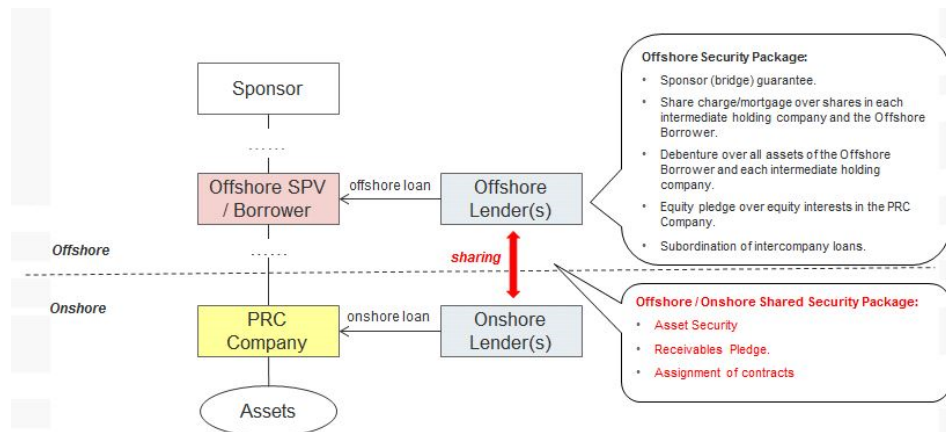 Sponsor
......
Offshore SPV
/ Borrower
offshore loan
Offshore
Lender(s)
......
Offshore
sharing
Onshore
PRC
Company
onshore loan
Onshore
Lender(s)
Assets
Offshore Security Package:
• Sponsor (bridge) guarantee.
• Share charge/mortgage over shares in each
intermediate holding company and the Offshore
Borrower.
• Debenture over all assets of the Offshore
Borrower and each intermediate holding
company.
• Equity pledge over equity interests in the PRC
Company.
• Subordination of intercompany loans.
Offshore / Onshore Shared Security Package:
• Asset Security
• Receivables Pledge.
• Assignment of contracts